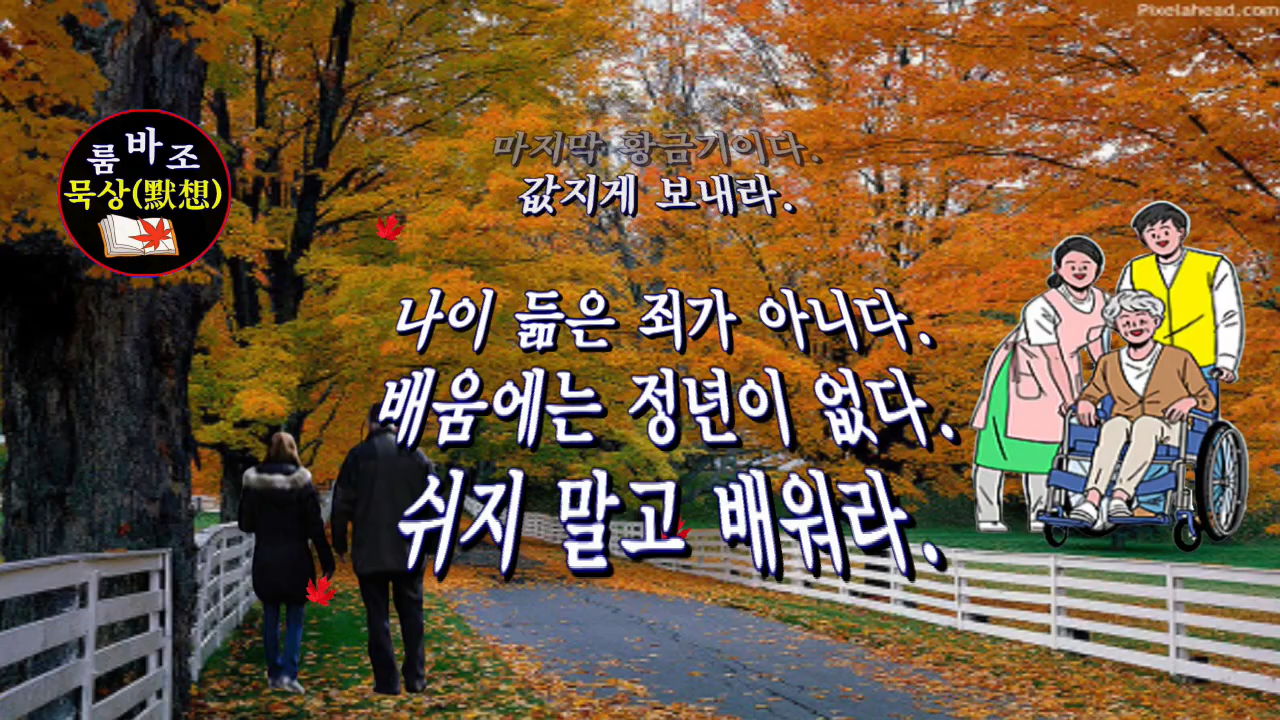 Pixelahead.com
룸바조
묵상(默想)
마지막 황금기이다.
값지게 보내라.
나이 듦은 죄가 아니다.
배움에는 정년이 없다.
쉬지 말고 배워라.